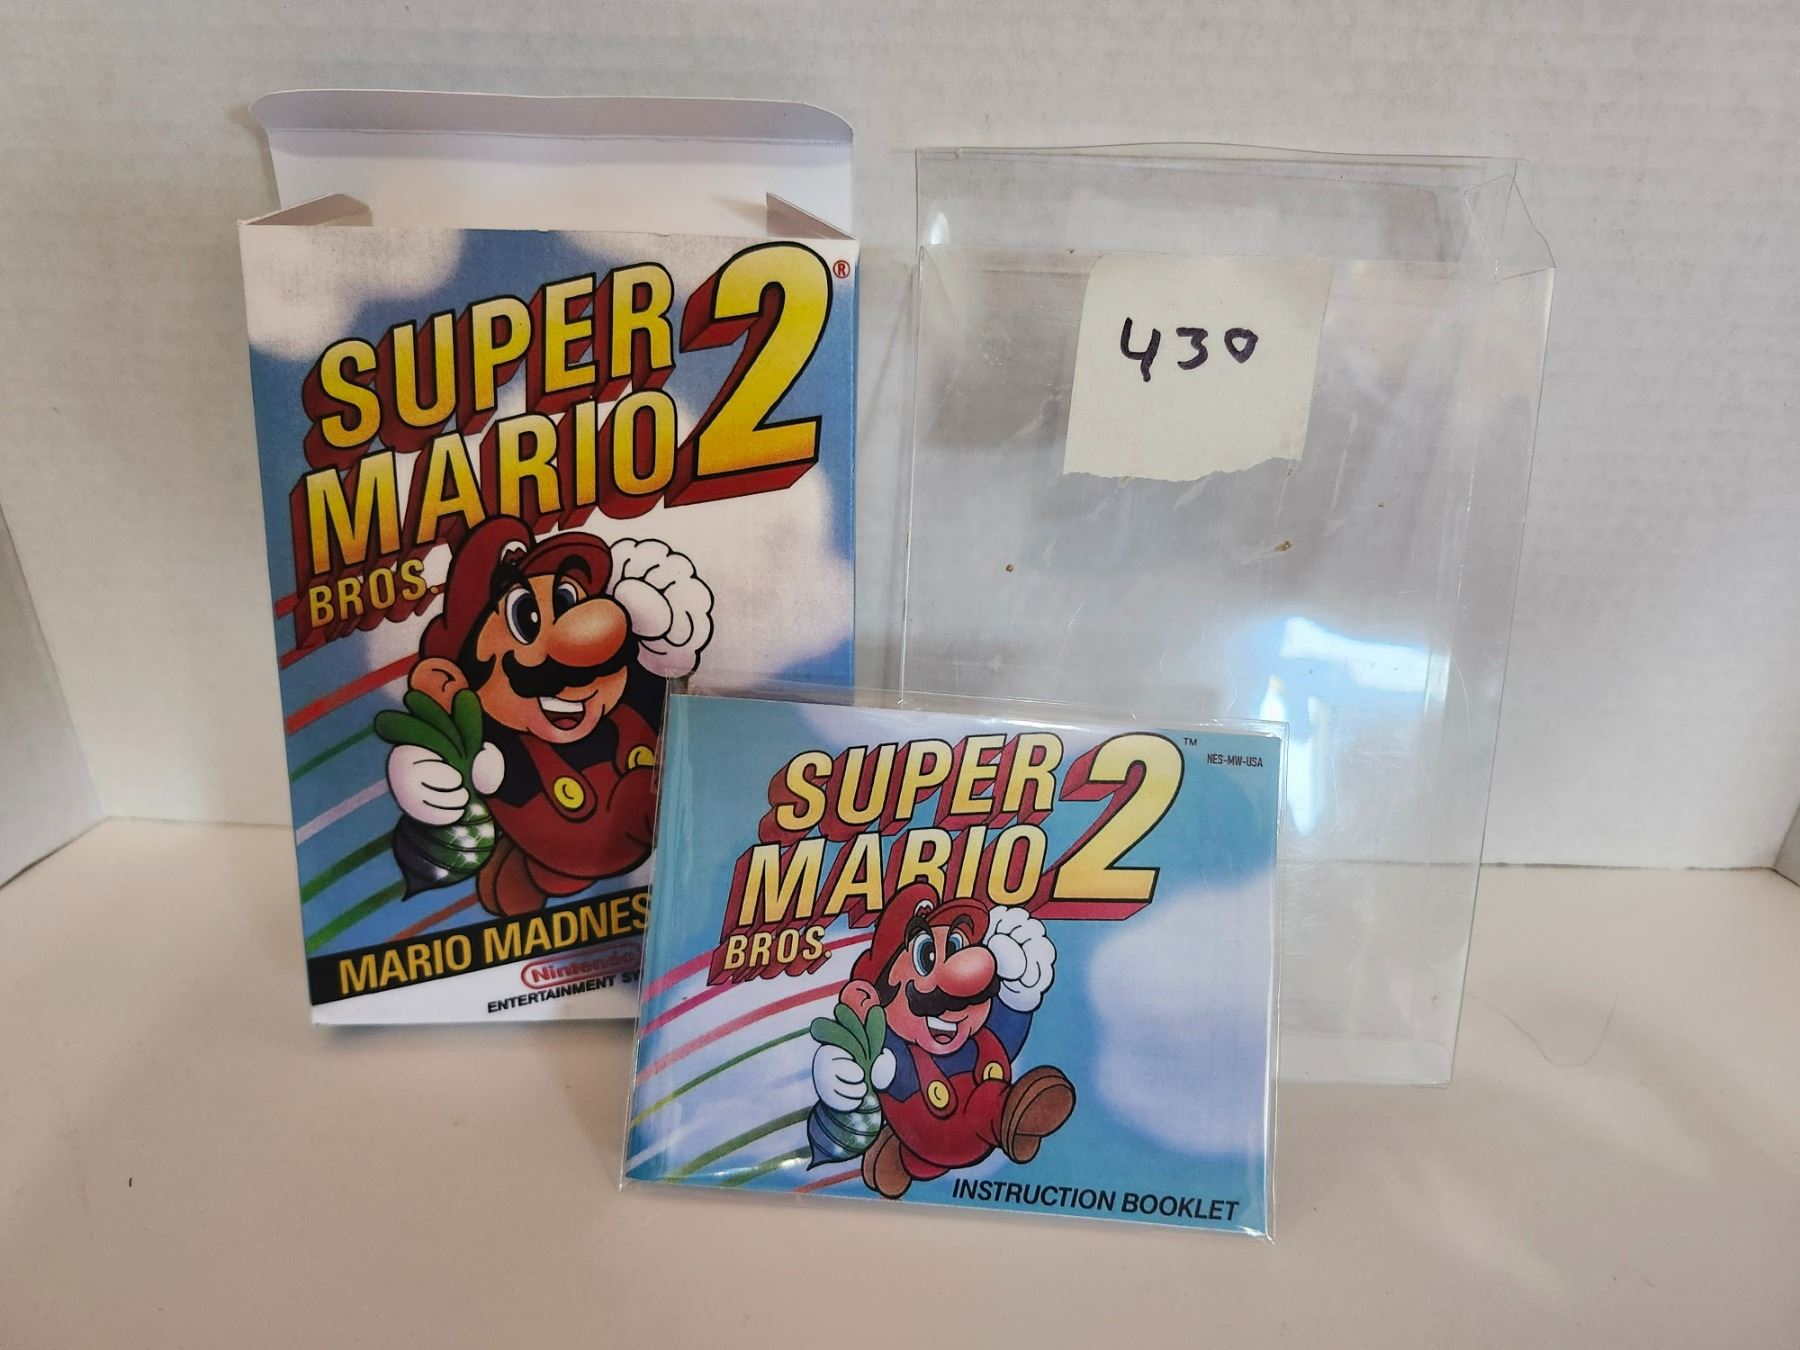 SUPER
MARIO 2 ®
BROS.
MARIO MADNES
Nintendo
ENTERTAINMENT SY
430
SUPER
MARIO 2 ™
BROS.
NES-MW-USA
INSTRUCTION BOOKLET